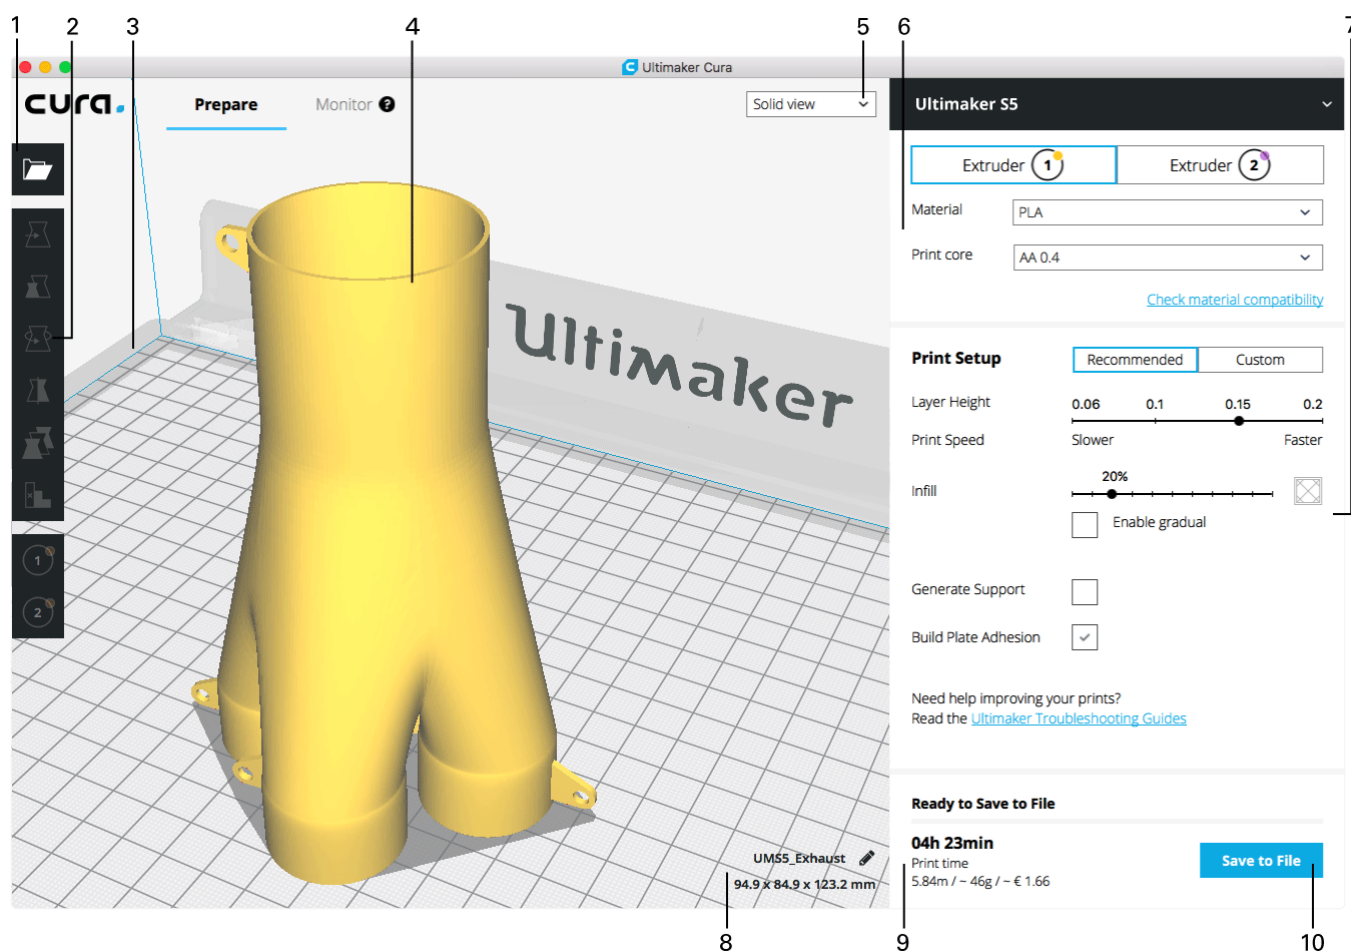 1 2 3 4 5 6 7
Ultimaker Cura
cura.
Prepare
Monitor ?
Solid view
Ultimaker S5
Extruder 1
Extruder 2
Material
PLA
Print core
AA 0.4
Check material compatibility
Ultimaker
Print Setup
Recommended
Custom
Layer Height
0.06 0.1 0.15 0.2
Print Speed
Slower
Faster
20%
Infill
Enable gradual
1
2
Generate Support
Build Plate Adhesion
Need help improving your prints?
Read the Ultimaker Troubleshooting Guides
Ready to Save to File
04h 23min
Print time
5.84m / ~ 46g / ~ € 1.66
Save to File
UMS5_Exhaust
94.9 x 84.9 x 123.2 mm
8 9 10